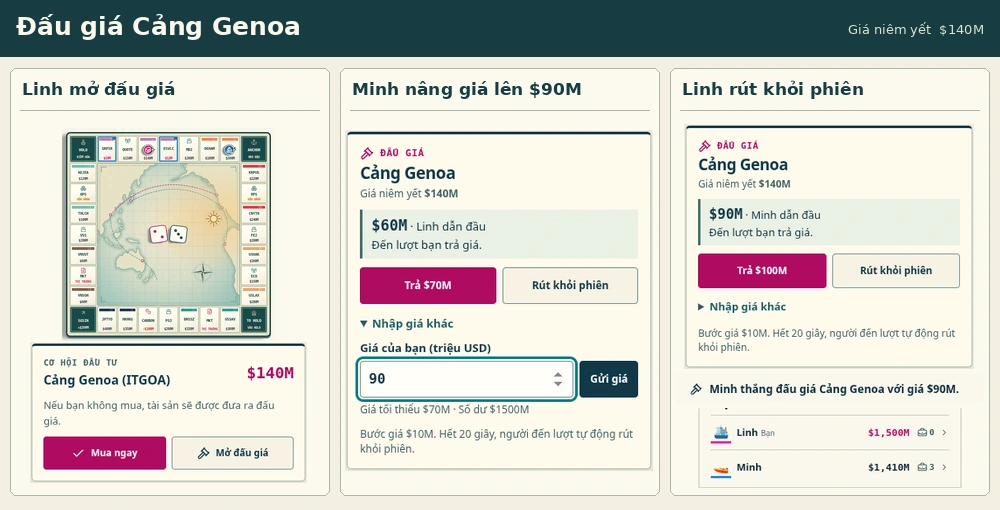 Đấu giá Cảng Genoa
Giá niêm yết $140M
Linh mở đấu giá
CƠ HỘI ĐẦU TƯ
Cảng Genoa (ITGOA)
$140M
Nếu bạn không mua, tài sản sẽ được đưa ra đấu
giá.
Mua ngay
Mở đấu giá
Minh nâng giá lên $90M
ĐẤU GIÁ
Cảng Genoa
Giá niêm yết $140M
$60M · Linh dẫn đầu
Đến lượt bạn trả giá.
Trả $70M
Rút khỏi phiên
▼ Nhập giá khác
Giá của bạn (triệu USD)
90
Gửi giá
Giá tối thiểu $70M · Số dư $1500M
Bước giá $10M. Hết 20 giây, người đến lượt tự động rút
khỏi phiên.
Linh rút khỏi phiên
ĐẤU GIÁ
Cảng Genoa
Giá niêm yết $140M
$90M · Minh dẫn đầu
Đến lượt bạn trả giá.
Trả $100M
Rút khỏi phiên
▶ Nhập giá khác
Bước giá $10M. Hết 20 giây, người đến lượt tự động rút
khỏi phiên.
Minh thắng đấu giá Cảng Genoa với giá $90M.
Linh Bạn $1,500M 0
Minh $1,410M 3